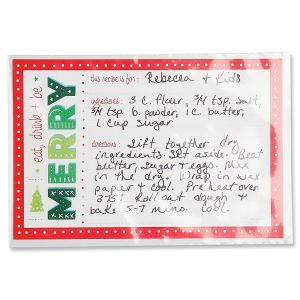 eat, drink + be
MERRY
this recipe is for: Rebecca + Kids
ingredients: 3 C. flour, 3/4 tsp. salt,
3/4 tsp b. powder, 1 C. butter,
1 cup sugar
directions: Sift together dry
ingredients. Set aside. Beat
butter, sugar + eggs. Mix
in the dry. Wrap in wax
paper & cool. Pre heat oven
375. Roll out dough &
bake 5-7 mins. Cool.